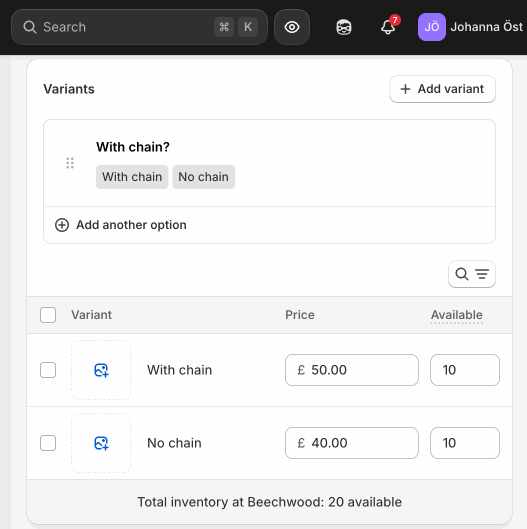 Search ⌘ K 7 JÖ Johanna Öst
Variants + Add variant
With chain?
With chain No chain
Add another option
Variant Price Available
With chain £ 50.00 10
No chain £ 40.00 10
Total inventory at Beechwood: 20 available